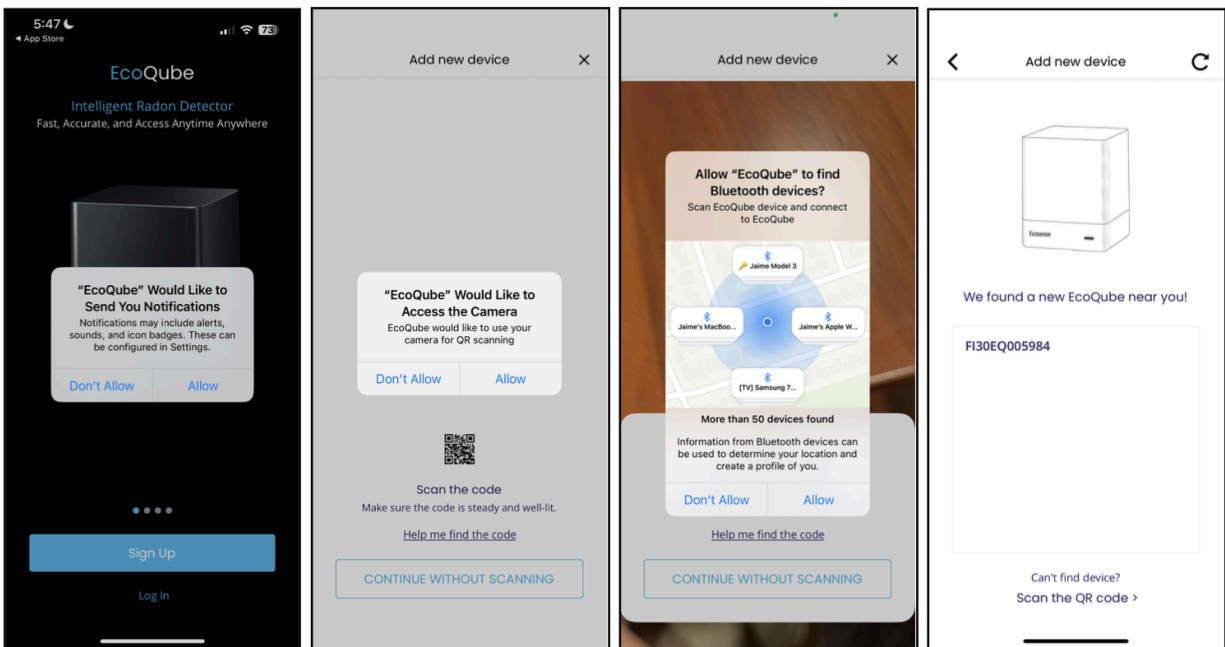 5:47
73
◀ App Store
EcoQube
Intelligent Radon Detector
Fast, Accurate, and Access Anytime Anywhere
“EcoQube” Would Like to
Send You Notifications
Notifications may include alerts,
sounds, and icon badges. These can
be configured in Settings.
Don’t Allow
Allow
Sign Up
Log In
Add new device
“EcoQube” Would Like to
Access the Camera
EcoQube would like to use your
camera for QR scanning
Don’t Allow
Allow
Scan the code
Make sure the code is steady and well-lit.
Help me find the code
CONTINUE WITHOUT SCANNING
Add new device
Allow “EcoQube” to find
Bluetooth devices?
Scan EcoQube device and connect
to EcoQube
Jaime Model 3
Jaime's MacBoo...
Jaime's Apple W...
[TV] Samsung 7...
More than 50 devices found
Information from Bluetooth devices can
be used to determine your location and
create a profile of you.
Don’t Allow
Allow
Help me find the code
CONTINUE WITHOUT SCANNING
Add new device
Ecosense
We found a new EcoQube near you!
FI30EQ005984
Can't find device?
Scan the QR code >